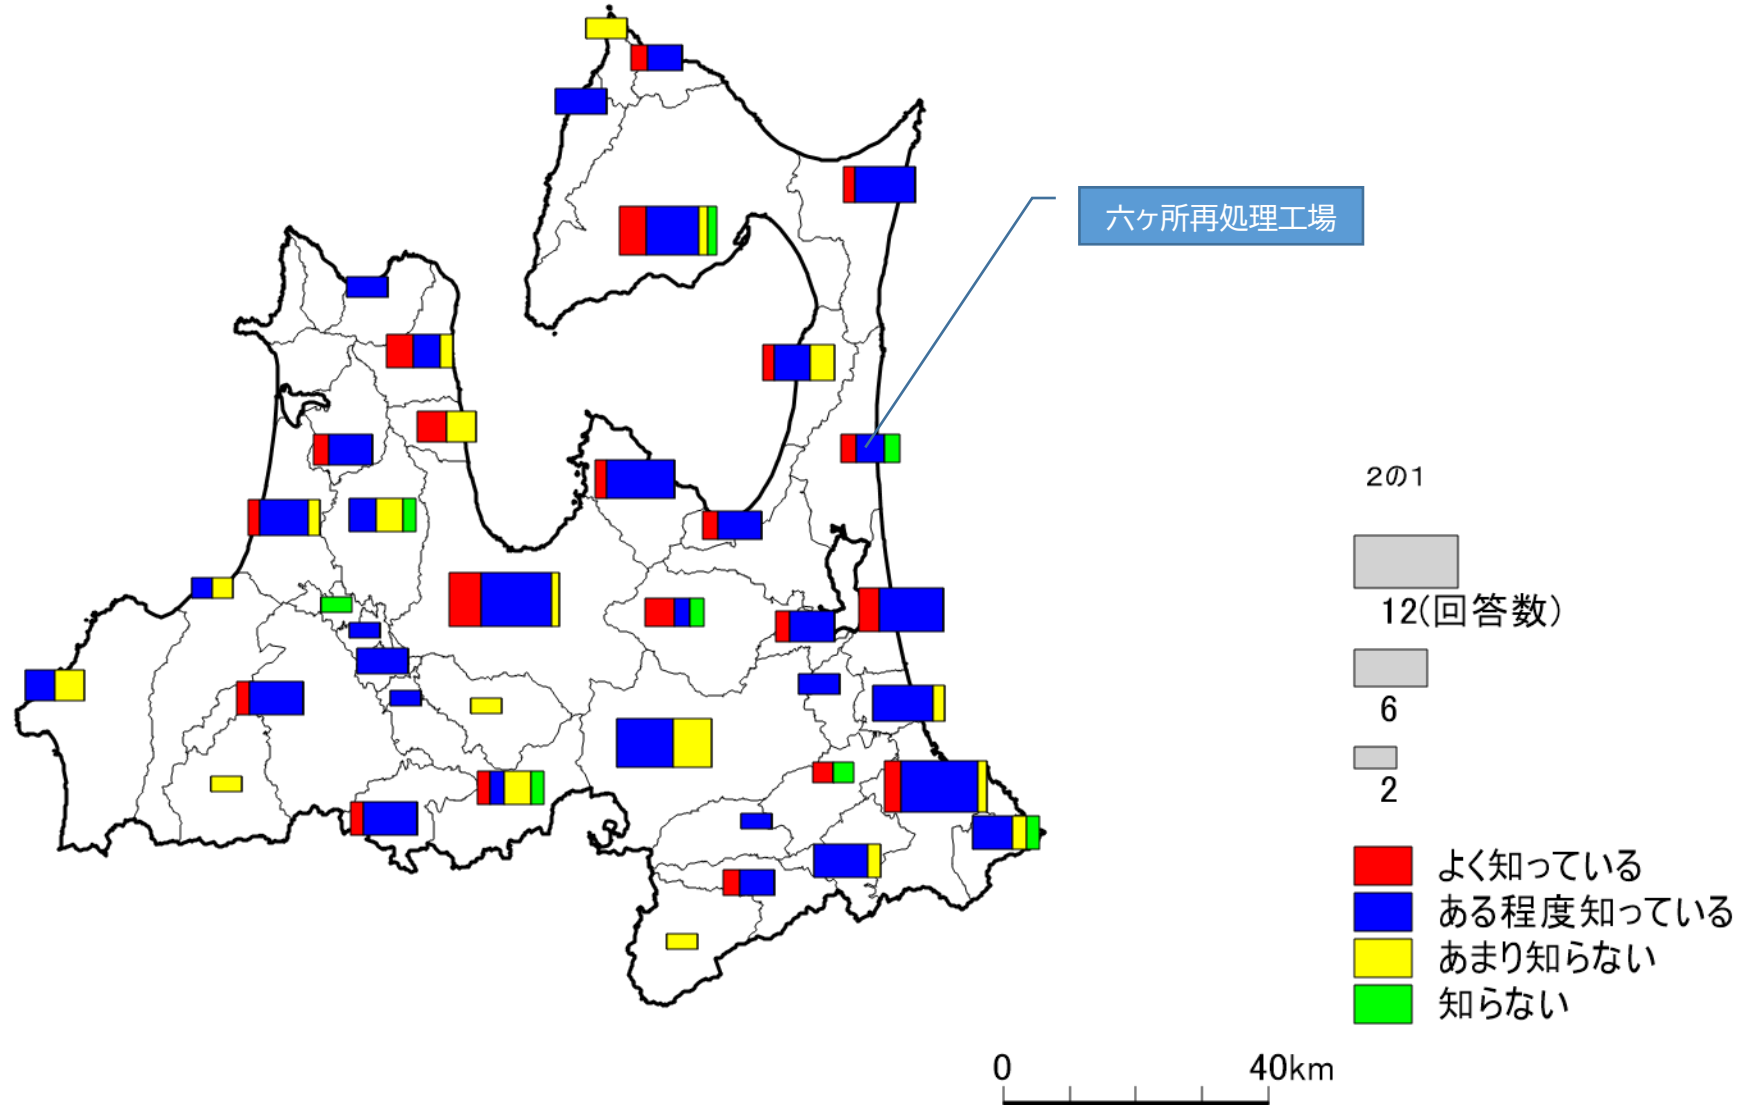 六ヶ所再処理工場
2の1
12(回答数)
6
2
よく知っている
ある程度知っている
あまり知らない
知らない
0 40km